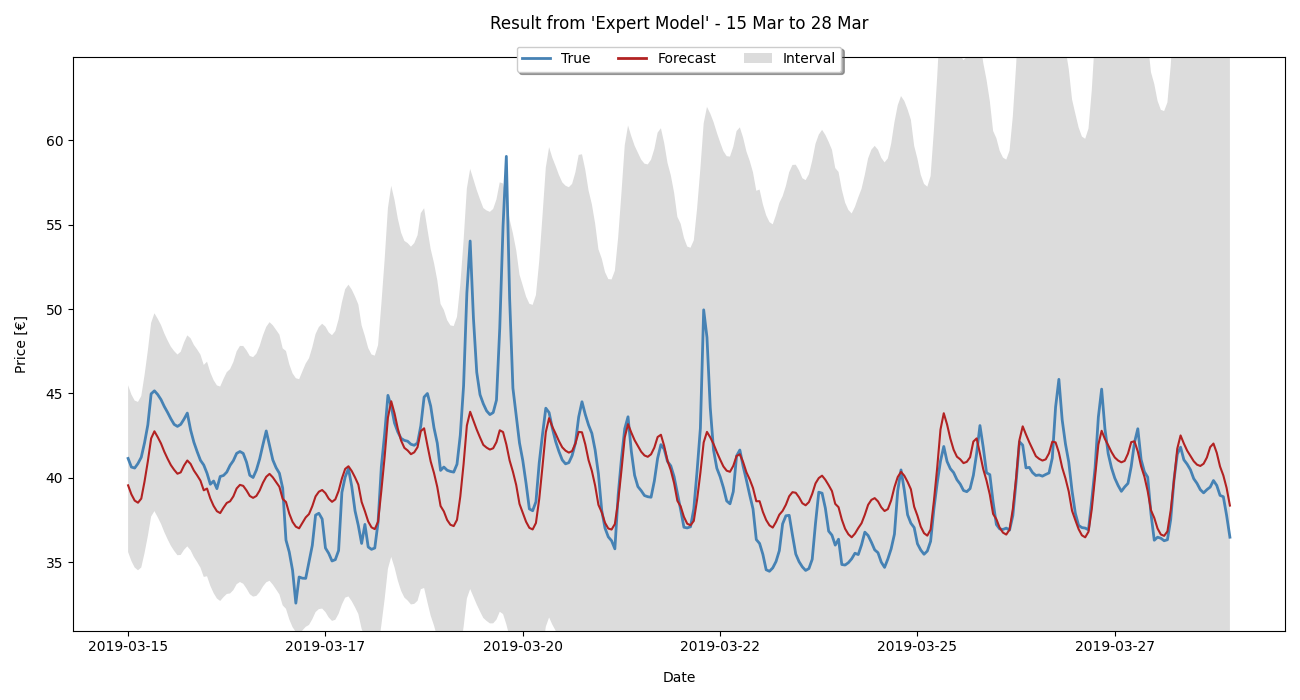 Result from 'Expert Model' - 15 Mar to 28 Mar
True Forecast Interval
60
55
50
45
40
35
Price [€]
2019-03-15 2019-03-17 2019-03-20 2019-03-22 2019-03-25 2019-03-27
Date